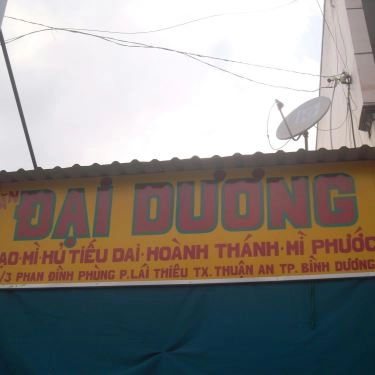 ĐẠI DƯƠNG
MÌ·HỦ TIẾU DAI·HOÀNH THÁNH·MÌ PHƯỚC
/3 PHAN ĐÌNH PHÙNG P.LÁI THIÊU TX.THUẬN AN TP.BÌNH DƯƠNG